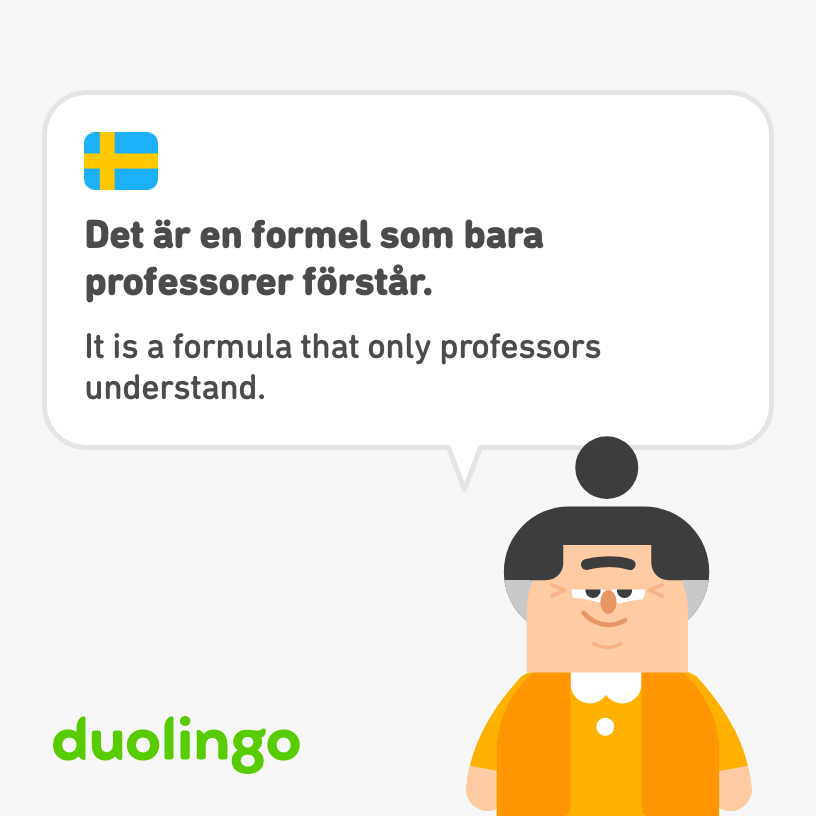 Det är en formel som bara
professorer förstår.
It is a formula that only professors
understand.
duolingo